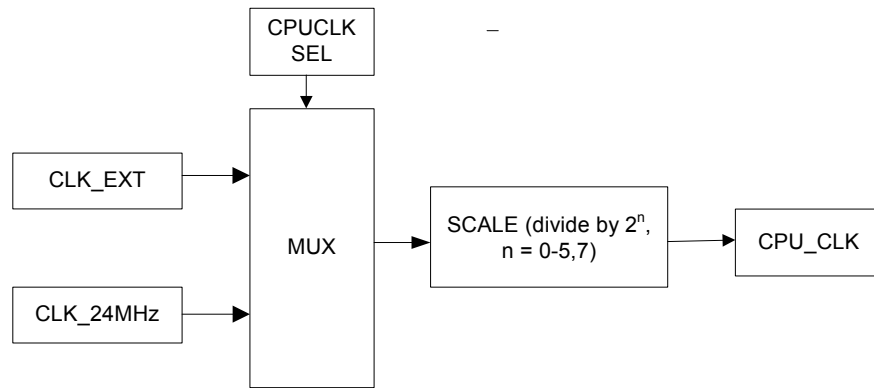 CPUCLK
SEL
–
CLK_EXT
MUX
SCALE (divide by 2ⁿ,
n = 0-5,7)
CPU_CLK
CLK_24MHz